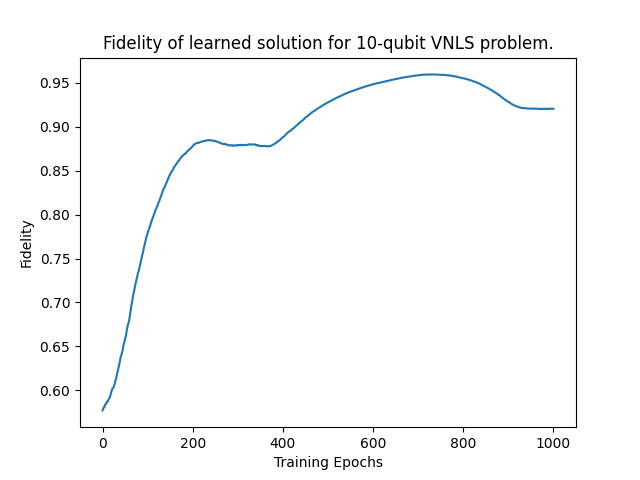 Fidelity of learned solution for 10-qubit VNLS problem.
0.95
0.90
0.85
0.80
0.75
0.70
0.65
0.60
Fidelity
0 200 400 600 800 1000
Training Epochs